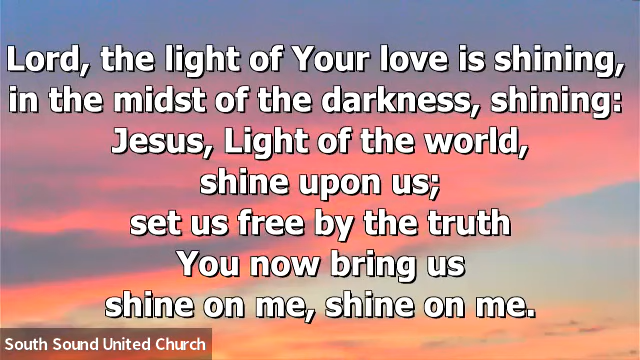 Lord, the light of Your love is shining,
in the midst of the darkness, shining:
Jesus, Light of the world,
shine upon us;
set us free by the truth
You now bring us
shine on me, shine on me.
South Sound United Church